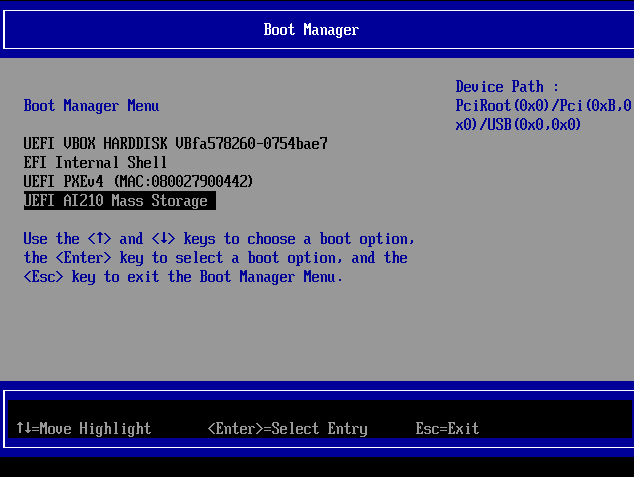 Boot Manager
Device Path :
Boot Manager Menu
PciRoot(0x0)/Pci(0xB,0
x0)/USB(0x0,0x0)
UEFI VBOX HARDDISK VBfa578260-0754bae7
EFI Internal Shell
UEFI PXEv4 (MAC:080027900442)
UEFI AI210 Mass Storage
Use the <↑> and <↓> keys to choose a boot option,
the <Enter> key to select a boot option, and the
<Esc> key to exit the Boot Manager Menu.
↑↓=Move Highlight <Enter>=Select Entry Esc=Exit